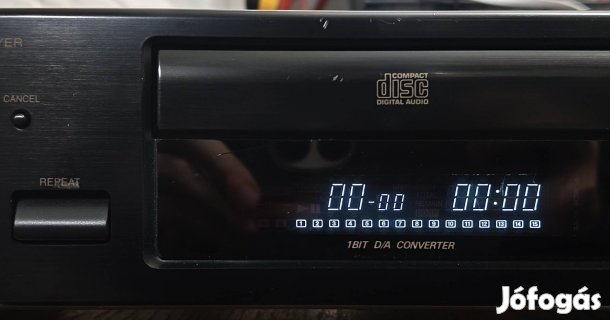 YER
COMPACT
disc
DIGITAL AUDIO
CANCEL
REPEAT
00-00 00:00
1 2 3 4 5 6 7 8 9 10 11 12 13 14 15
1BIT D/A CONVERTER
Jófogás